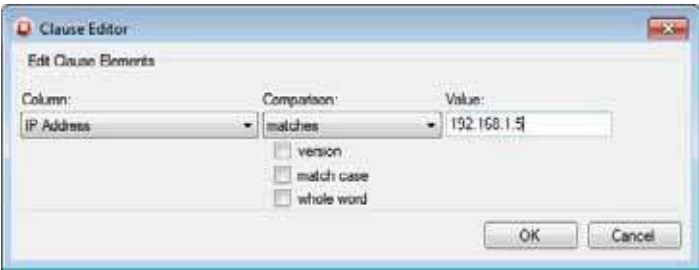 Clause Editor
Edit Clause Elements
Column: Comparison: Value:
IP Address matches 192.168.1.5
version
match case
whole word
OK Cancel